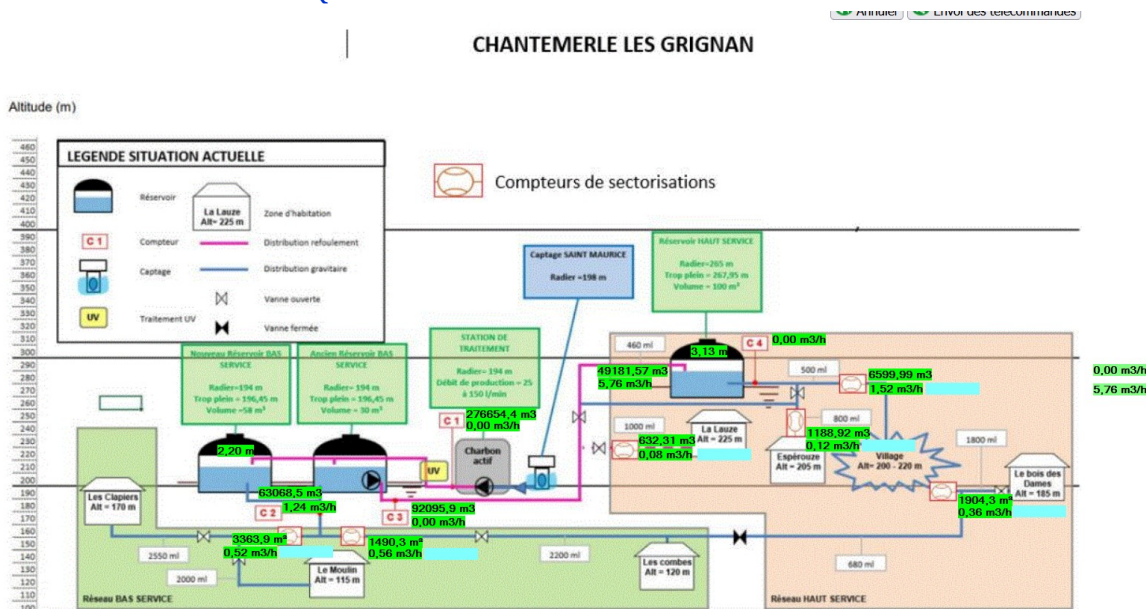 Annuler
Envoi des télécommandes
CHANTEMERLE LES GRIGNAN
Altitude (m)
460
450
440
430
420
410
400
390
380
370
360
350
340
330
320
310
300
290
280
270
260
250
240
230
220
210
200
190
180
170
160
150
140
130
120
110
100
LEGENDE SITUATION ACTUELLE
Réservoir
La Lauze
Alt= 225 m
Zone d'habitation
C 1
Compteur
Distribution refoulement
Captage
Distribution gravitaire
Vanne ouverte
UV
Traitement UV
Vanne fermée
Compteurs de sectorisations
Captage SAINT MAURICE
Radier =198 m
Réservoir HAUT SERVICE
Radier=265 m
Trop plein = 267,95 m
Volume = 100 m³
Nouveau Réservoir BAS
SERVICE
Radier=194 m
Trop plein = 196,45 m
Volume =58 m³
Ancien Réservoir BAS
SERVICE
Radier = 194 m
Trop plein = 196,45 m
Volume = 30 m³
STATION DE
TRAITEMENT
Radier = 194 m
Débit de production = 25
à 150 l/min
460 ml
3,13 m
C 4
0,00 m3/h
49181,57 m3
5,76 m3/h
500 ml
6599,99 m3
1,52 m3/h
0,00 m3/h
5,76 m3/h
C 1
276654,4 m3
0,00 m3/h
1000 ml
632,31 m3
0,08 m3/h
La Lauze
Alt = 225 m
800 ml
1188,92 m3
0,12 m3/h
Espérouze
Alt = 205 m
Village
Alt= 200 - 220 m
1800 ml
Le bois des
Dames
Alt = 185 m
1904,3 m³
0,36 m3/h
2,20 m
UV
Charbon
actif
63068,5 m3
1,24 m3/h
C 2
C 3
92095,9 m3
0,00 m3/h
Les Clapiers
Alt = 170 m
3363,9 m³
0,52 m3/h
1490,3 m³
0,56 m3/h
2550 ml
2000 ml
Le Moulin
Alt = 115 m
2200 ml
Les combes
Alt = 120 m
680 ml
Réseau BAS SERVICE
Réseau HAUT SERVICE